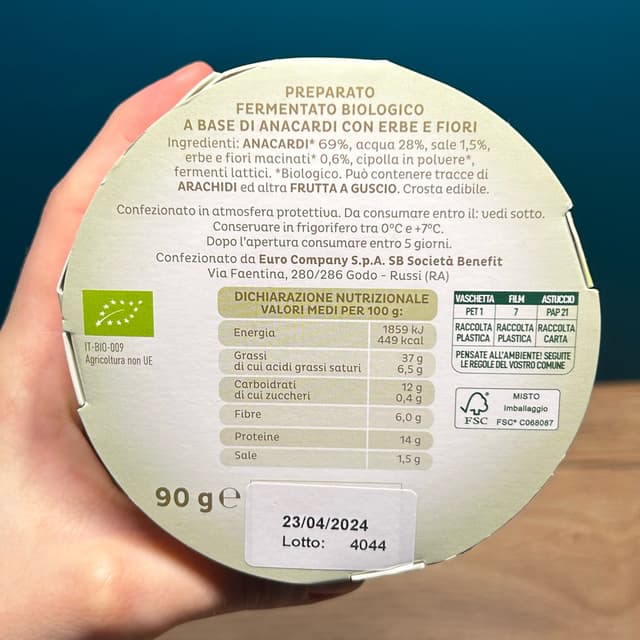 PREPARATO
FERMENTATO BIOLOGICO
A BASE DI ANACARDI CON ERBE E FIORI
Ingredienti: ANACARDI* 69%, acqua 28%, sale 1,5%,
erbe e fiori macinati* 0,6%, cipolla in polvere*,
fermenti lattici. *Biologico. Può contenere tracce di
ARACHIDI ed altra FRUTTA A GUSCIO. Crosta edibile.
Confezionato in atmosfera protettiva. Da consumare entro il: vedi sotto.
Conservare in frigorifero tra 0°C e +7°C.
Dopo l'apertura consumare entro 5 giorni.
Confezionato da Euro Company S.p.A. SB Società Benefit
Via Faentina, 280/286 Godo - Russi (RA)
IT-BIO-009
Agricoltura non UE
DICHIARAZIONE NUTRIZIONALE
VALORI MEDI PER 100 g:
Energia 1859 kJ
449 kcal
Grassi 37 g
di cui acidi grassi saturi 6,5 g
Carboidrati 12 g
di cui zuccheri 0,4 g
Fibre 6,0 g
Proteine 14 g
Sale 1,5 g
VASCHETTA FILM ASTUCCIO
PET 1 7 PAP 21
RACCOLTA RACCOLTA RACCOLTA
PLASTICA PLASTICA CARTA
PENSATE ALL'AMBIENTE! SEGUITE
LE REGOLE DEL VOSTRO COMUNE
FSC
MISTO
Imballaggio
FSC® C068087
90 g e
23/04/2024
Lotto: 4044